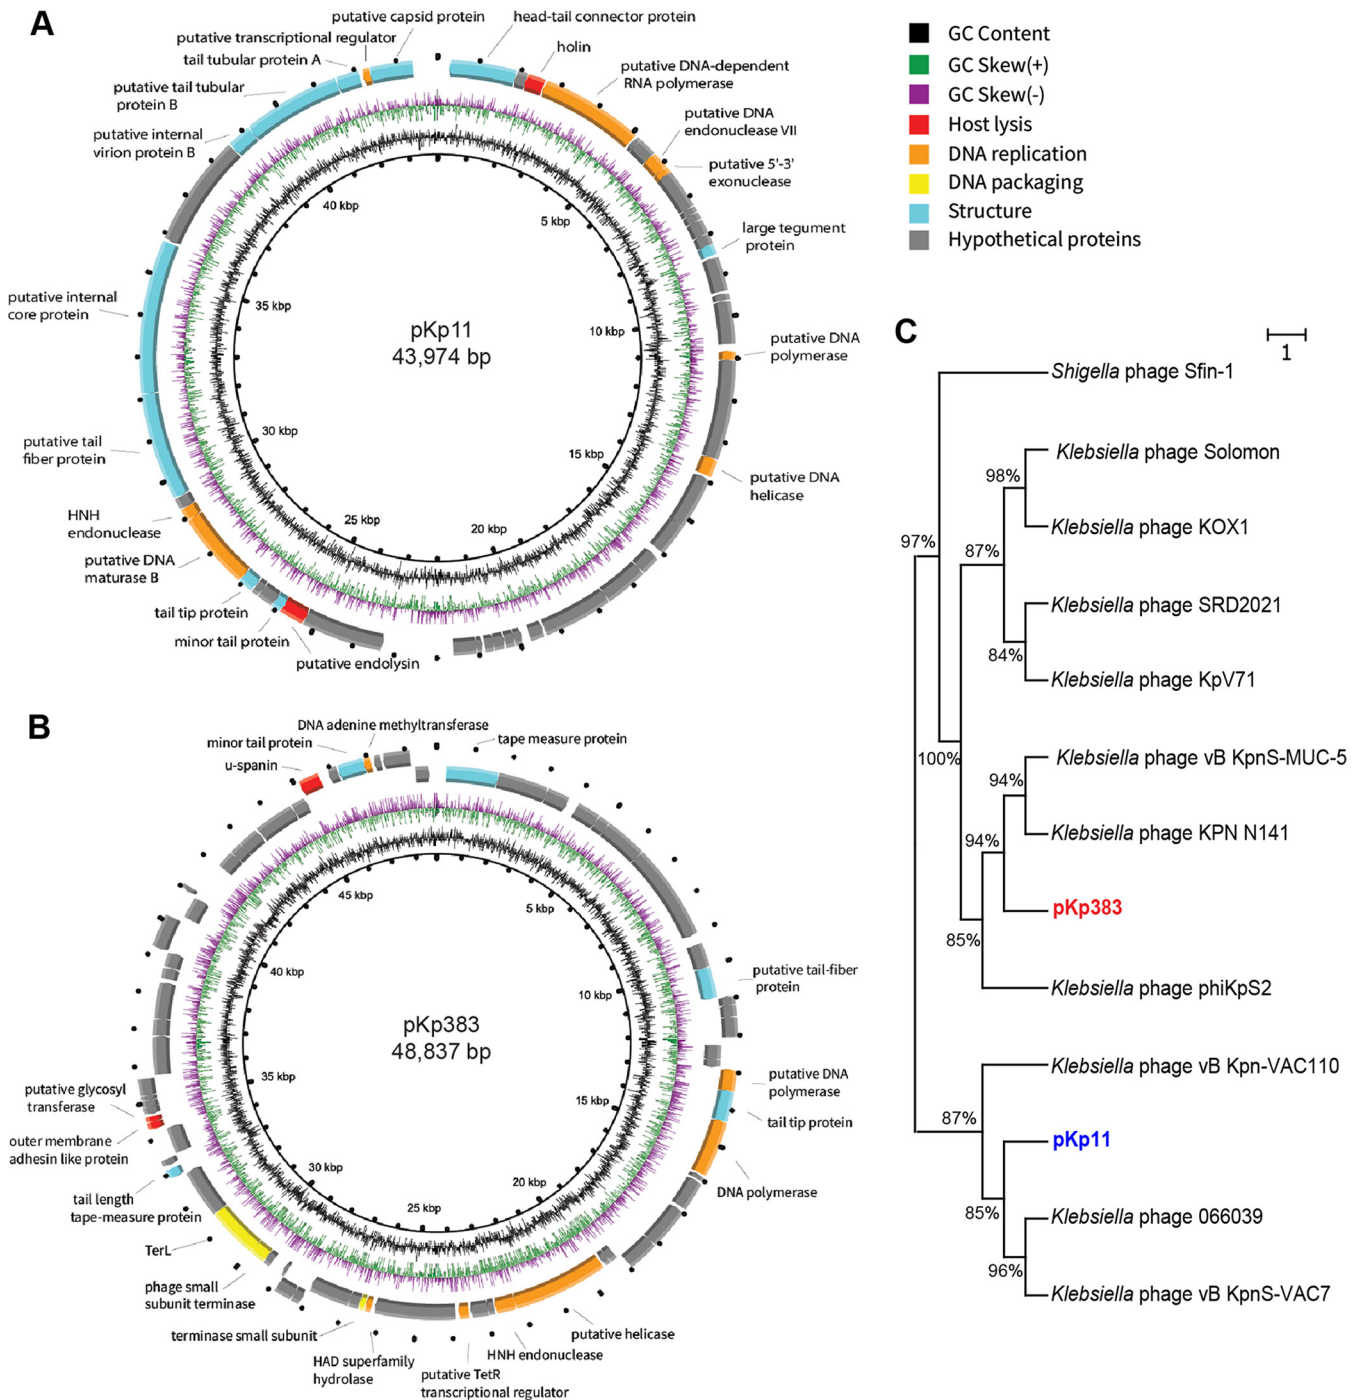 A
putative capsid protein
head-tail connector protein
putative transcriptional regulator
tail tubular protein A
holin
putative tail tubular
protein B
putative DNA-dependent
RNA polymerase
putative internal
virion protein B
putative DNA
endonuclease VII
putative 5'-3'
exonuclease
large tegument
protein
putative internal
core protein
putative DNA
polymerase
putative tail
fiber protein
putative DNA
helicase
HNH
endonuclease
putative DNA
maturase B
tail tip protein
minor tail protein
putative endolysin
40 kbp
5 kbp
35 kbp
10 kbp
30 kbp
15 kbp
25 kbp
20 kbp
pKp11
43,974 bp
GC Content
GC Skew(+)
GC Skew(-)
Host lysis
DNA replication
DNA packaging
Structure
Hypothetical proteins
B
DNA adenine methyltransferase
minor tail protein
tape measure protein
u-spanin
putative tail-fiber
protein
putative DNA
polymerase
tail tip protein
DNA polymerase
putative glycosyl
transferase
outer membrane
adhesin like protein
tail length
tape-measure protein
TerL
phage small
subunit terminase
terminase small subunit
HAD superfamily
hydrolase
putative TetR
transcriptional regulator
HNH endonuclease
putative helicase
45 kbp
5 kbp
40 kbp
10 kbp
35 kbp
15 kbp
30 kbp
20 kbp
25 kbp
pKp383
48,837 bp
C
1
Shigella phage Sfin-1
Klebsiella phage Solomon
98%
Klebsiella phage KOX1
97%
87%
Klebsiella phage SRD2021
84%
Klebsiella phage KpV71
Klebsiella phage vB KpnS-MUC-5
100%
94%
Klebsiella phage KPN N141
94%
pKp383
85%
Klebsiella phage phiKpS2
Klebsiella phage vB Kpn-VAC110
87%
pKp11
85%
Klebsiella phage 066039
96%
Klebsiella phage vB KpnS-VAC7